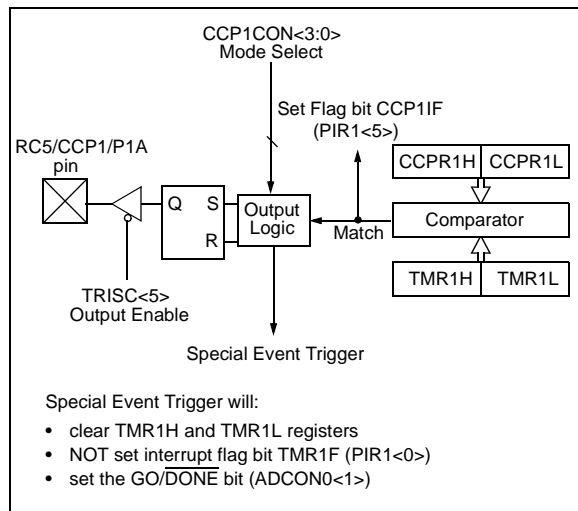 CCP1CON<3:0>
Mode Select
Set Flag bit CCP1IF
(PIR1<5>)
RC5/CCP1/P1A
pin
CCPR1H CCPR1L
Q S
R
Output
Logic
Match
Comparator
TRISC<5>
Output Enable
TMR1H TMR1L
Special Event Trigger
Special Event Trigger will:
• clear TMR1H and TMR1L registers
• NOT set interrupt flag bit TMR1F (PIR1<0>)
• set the GO/DONE bit (ADCON0<1>)